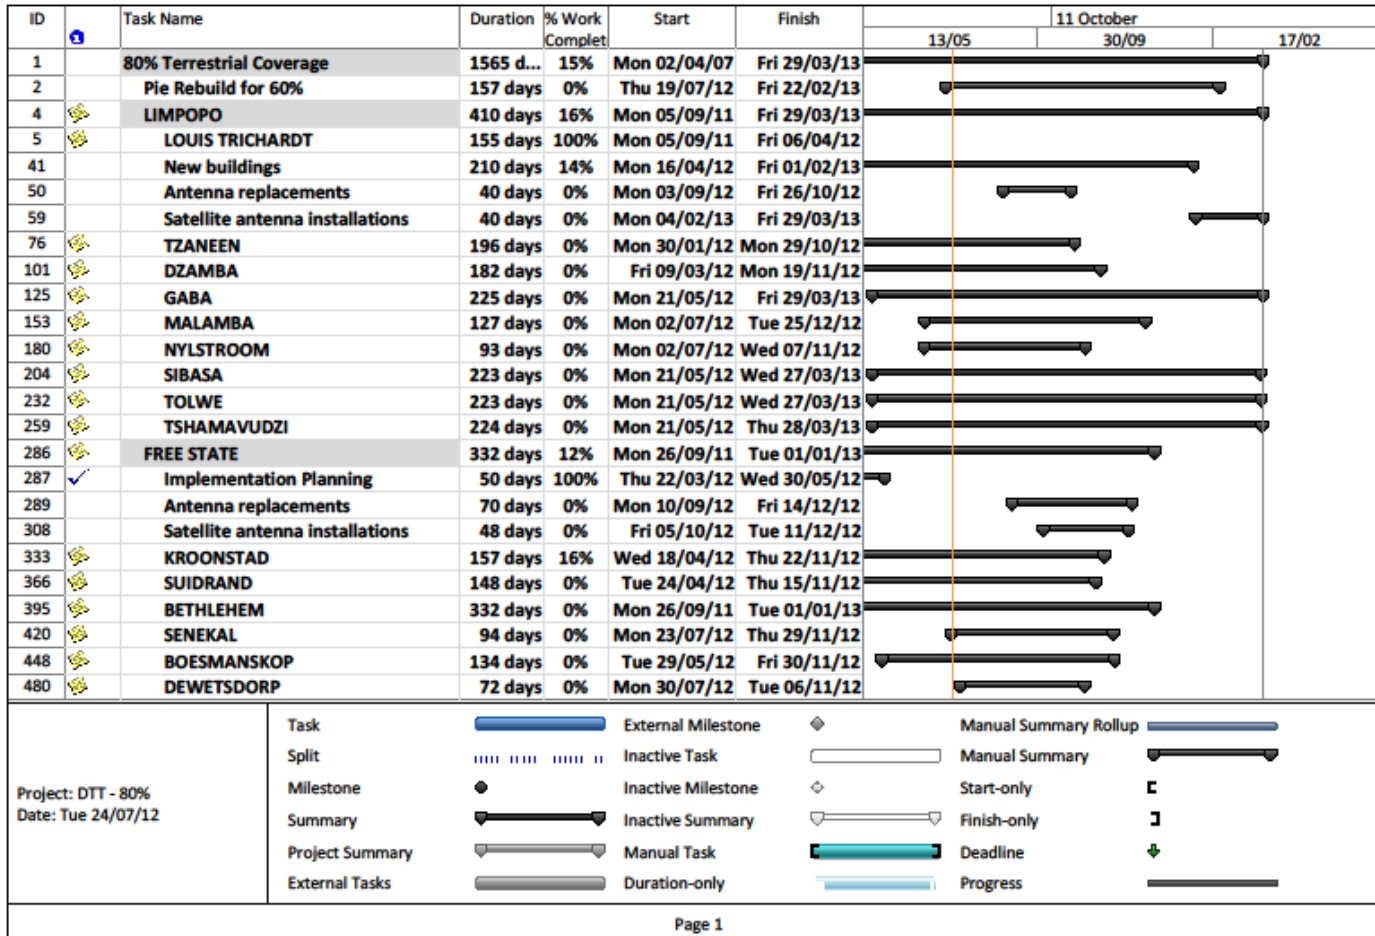 ID Task Name Duration % Work Complet Start Finish 11 October
13/05 30/09 17/02
1 80% Terrestrial Coverage 1565 d... 15% Mon 02/04/07 Fri 29/03/13
2 Pie Rebuild for 60% 157 days 0% Thu 19/07/12 Fri 22/02/13
4 LIMPOPO 410 days 16% Mon 05/09/11 Fri 29/03/13
5 LOUIS TRICHARDT 155 days 100% Mon 05/09/11 Fri 06/04/12
41 New buildings 210 days 14% Mon 16/04/12 Fri 01/02/13
50 Antenna replacements 40 days 0% Mon 03/09/12 Fri 26/10/12
59 Satellite antenna installations 40 days 0% Mon 04/02/13 Fri 29/03/13
76 TZANEEN 196 days 0% Mon 30/01/12 Mon 29/10/12
101 DZAMBA 182 days 0% Fri 09/03/12 Mon 19/11/12
125 GABA 225 days 0% Mon 21/05/12 Fri 29/03/13
153 MALAMBA 127 days 0% Mon 02/07/12 Tue 25/12/12
180 NYLSTROOM 93 days 0% Mon 02/07/12 Wed 07/11/12
204 SIBASA 223 days 0% Mon 21/05/12 Wed 27/03/13
232 TOLWE 223 days 0% Mon 21/05/12 Wed 27/03/13
259 TSHAMAVUDZI 224 days 0% Mon 21/05/12 Thu 28/03/13
286 FREE STATE 332 days 12% Mon 26/09/11 Tue 01/01/13
287 Implementation Planning 50 days 100% Thu 22/03/12 Wed 30/05/12
289 Antenna replacements 70 days 0% Mon 10/09/12 Fri 14/12/12
308 Satellite antenna installations 48 days 0% Fri 05/10/12 Tue 11/12/12
333 KROONSTAD 157 days 16% Wed 18/04/12 Thu 22/11/12
366 SUIDRAND 148 days 0% Tue 24/04/12 Thu 15/11/12
395 BETHLEHEM 332 days 0% Mon 26/09/11 Tue 01/01/13
420 SENEKAL 94 days 0% Mon 23/07/12 Thu 29/11/12
448 BOESMANSKOP 134 days 0% Tue 29/05/12 Fri 30/11/12
480 DEWETSDORP 72 days 0% Mon 30/07/12 Tue 06/11/12
Project: DTT - 80%
Date: Tue 24/07/12
Task External Milestone Manual Summary Rollup
Split Inactive Task Manual Summary
Milestone Inactive Milestone Start-only
Summary Inactive Summary Finish-only
Project Summary Manual Task Deadline
External Tasks Duration-only Progress
Page 1